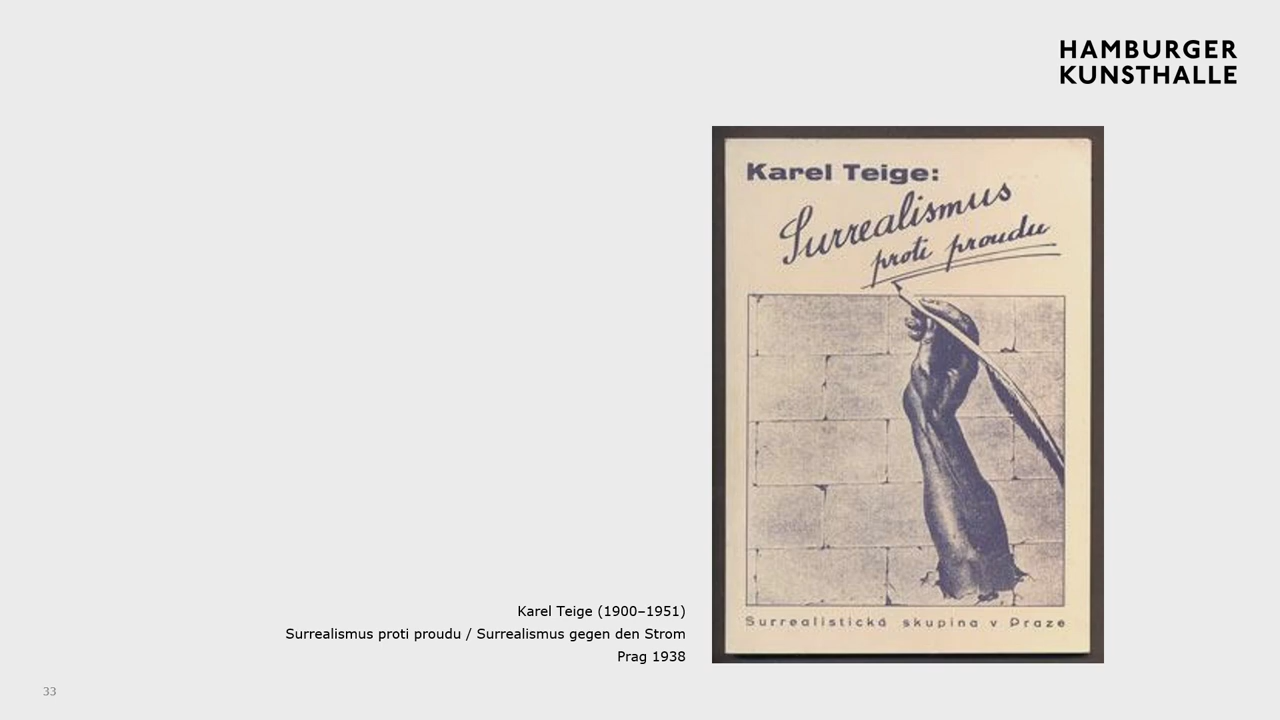 HAMBURGER
KUNSTHALLE
Karel Teige:
Surrealismus
proti proudu
Surrealistická skupina v Praze
Karel Teige (1900–1951)
Surrealismus proti proudu / Surrealismus gegen den Strom
Prag 1938
33